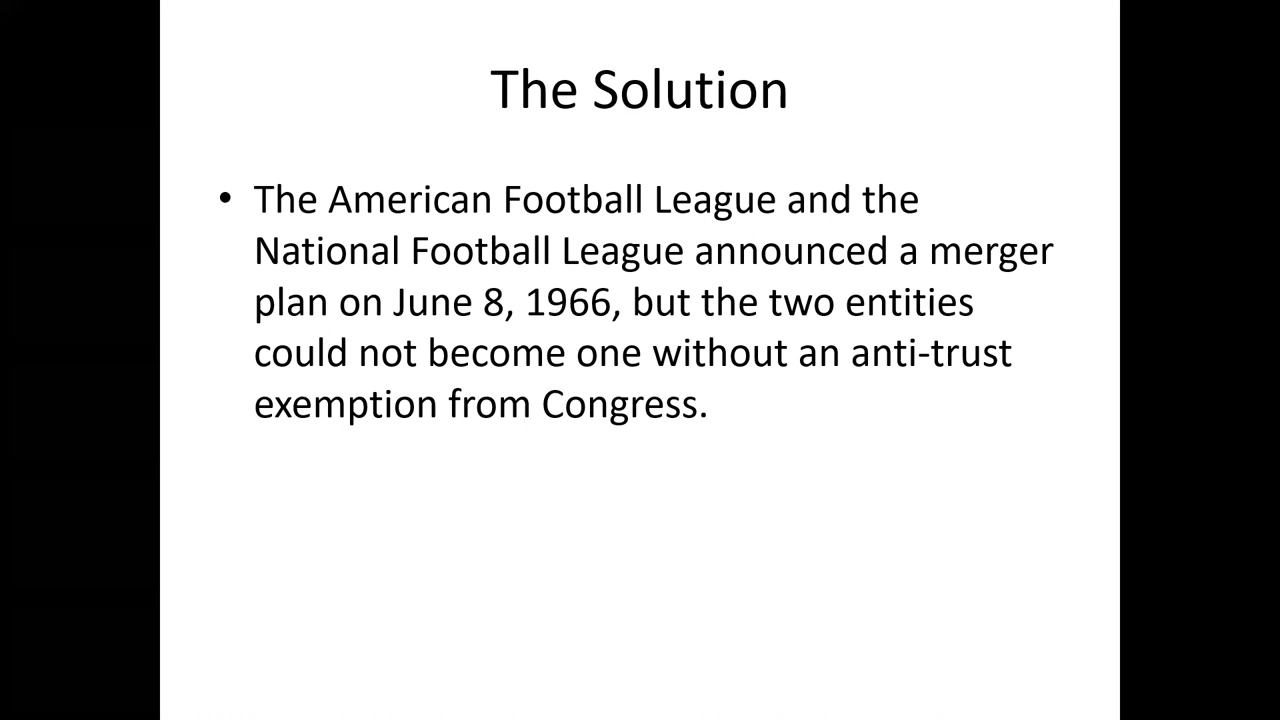 The Solution
• The American Football League and the
National Football League announced a merger
plan on June 8, 1966, but the two entities
could not become one without an anti-trust
exemption from Congress.